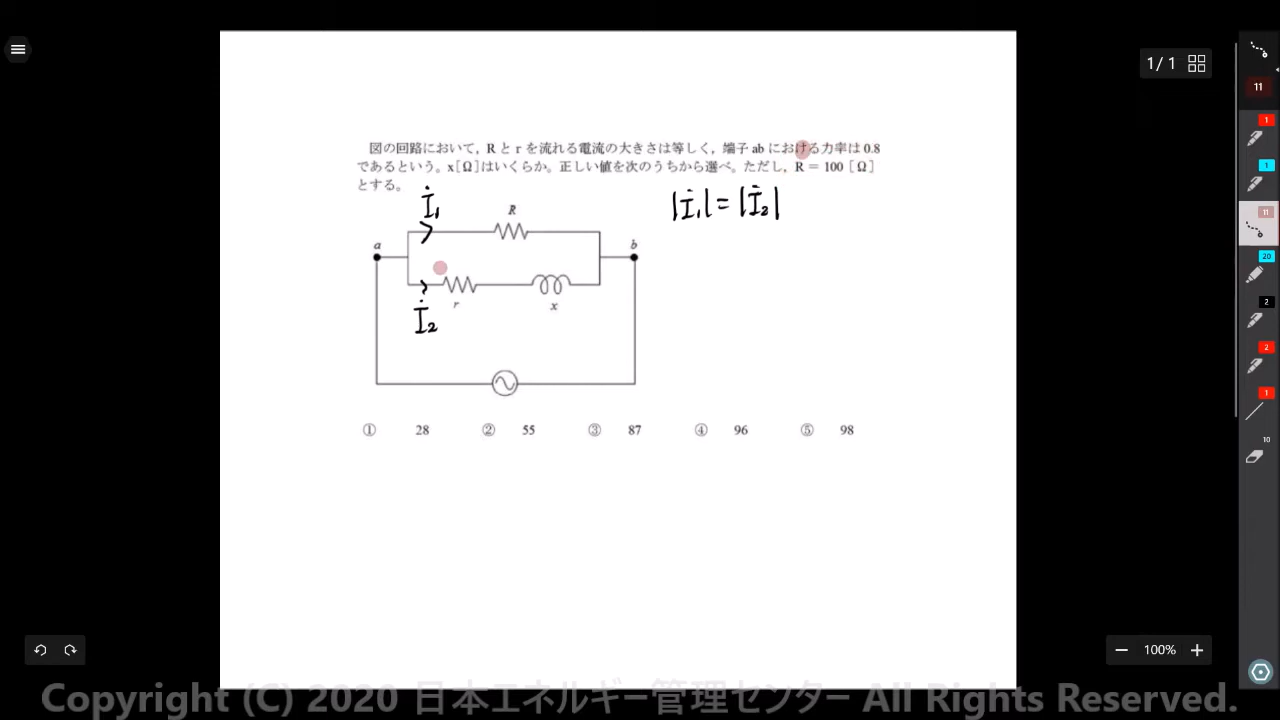 1/1
11
図の回路において，Rとrを流れる電流の大きさは等しく，端子abにおける力率は0.8
であるという。x[Ω]はいくらか。正しい値を次のうちから選べ。ただし，R = 100 [Ω]
とする。
İ₁
|İ₁| = |İ₂|
R
a
b
r
x
İ₂
① 28 ② 55 ③ 87 ④ 96 ⑤ 98
1
1
11
20
2
2
1
10
100%
Copyright (C) 2020 日本エネルギー管理センター All Rights Reserved.